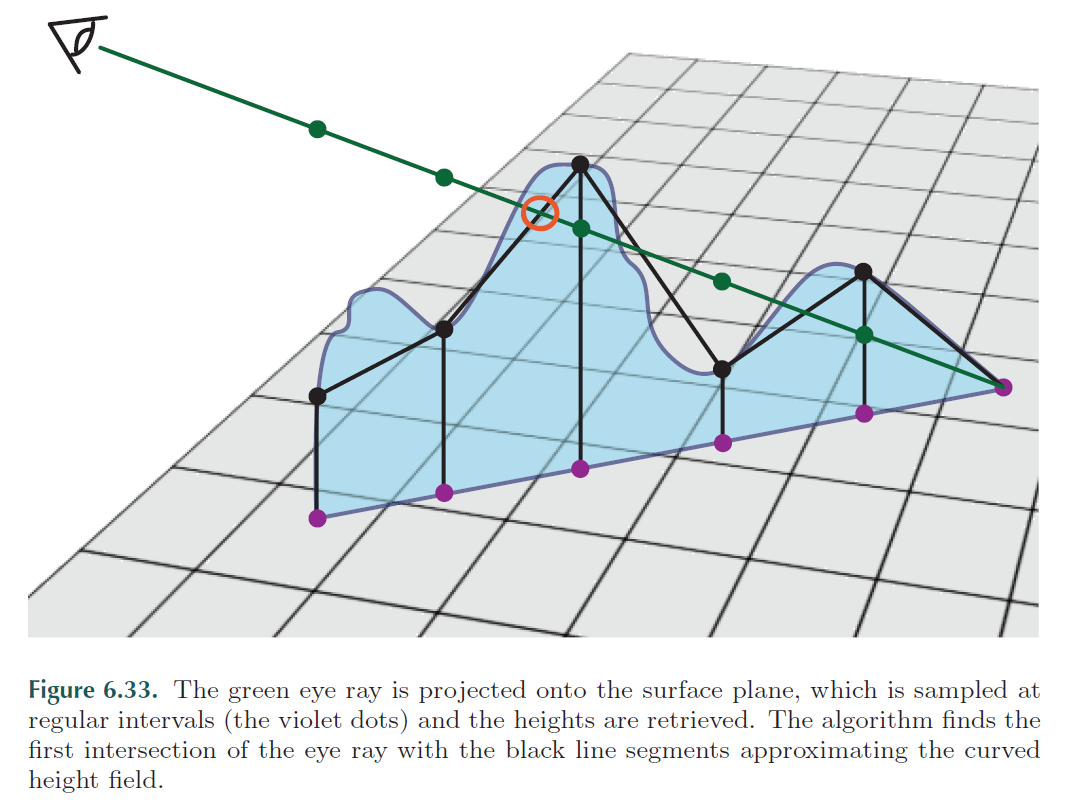 Figure 6.33. The green eye ray is projected onto the surface plane, which is sampled at
regular intervals (the violet dots) and the heights are retrieved. The algorithm finds the
first intersection of the eye ray with the black line segments approximating the curved
height field.